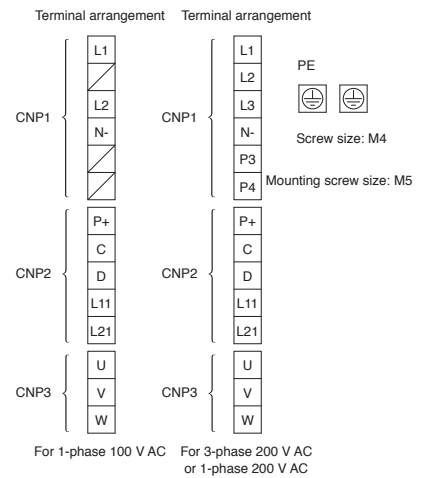 Terminal arrangement
L1
L2
N-
CNP1
P+
C
D
L11
L21
CNP2
U
V
W
CNP3
For 1-phase 100 V AC
Terminal arrangement
L1
L2
L3
N-
P3
P4
CNP1
P+
C
D
L11
L21
CNP2
U
V
W
CNP3
For 3-phase 200 V AC
or 1-phase 200 V AC
PE
Screw size: M4
Mounting screw size: M5